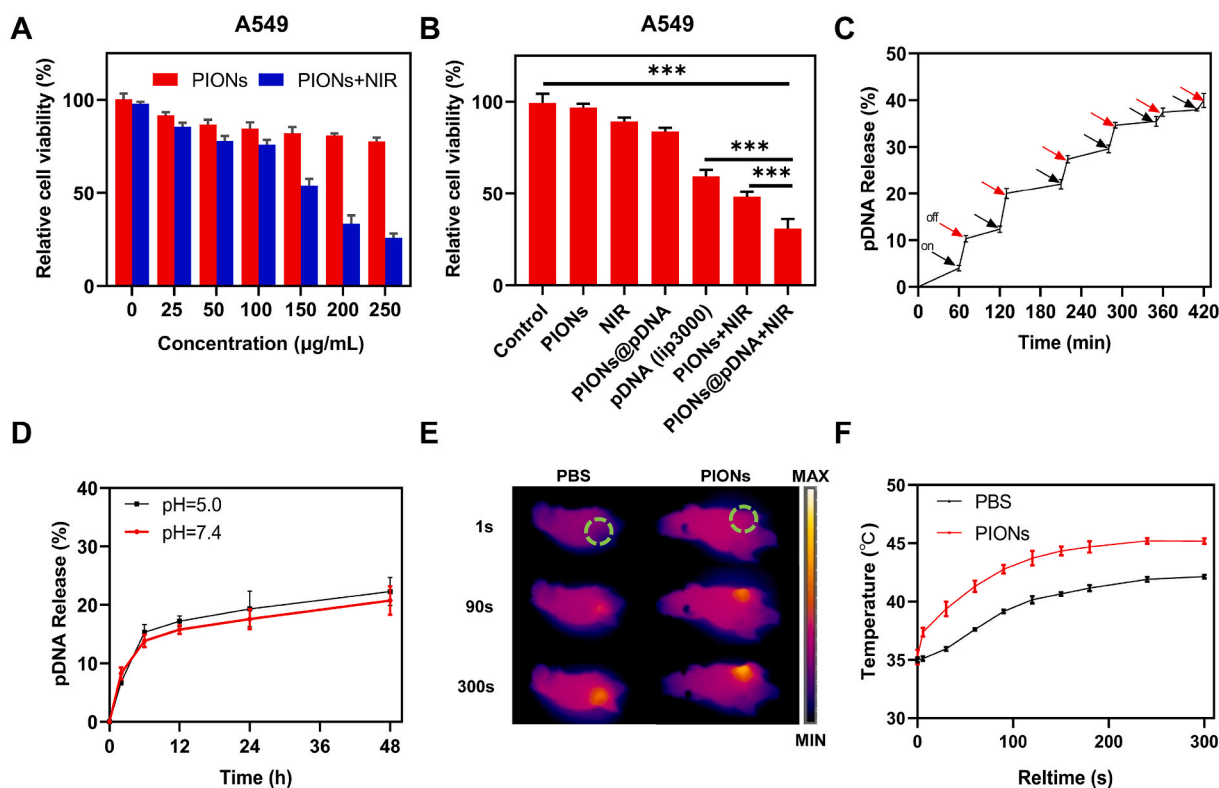 A
A549
Relative cell viability (%)
100
50
0
PIONs
PIONs+NIR
0 25 50 100 150 200 250
Concentration (μg/mL)
B
A549
Relative cell viability (%)
150
100
50
0
***
***
***
Control
PIONs
NIR
PIONs@pDNA
pDNA (lip3000)
PIONs+NIR
PIONs@pDNA+NIR
C
pDNA Release (%)
50
40
30
20
10
0
off
on
0 60 120 180 240 300 360 420
Time (min)
D
pDNA Release (%)
40
30
20
10
0
pH=5.0
pH=7.4
0 12 24 36 48
Time (h)
E
PBS PIONs MAX
1s
90s
300s
MIN
F
Temperature (℃)
50
45
40
35
30
PBS
PIONs
0 100 200 300
Reltime (s)